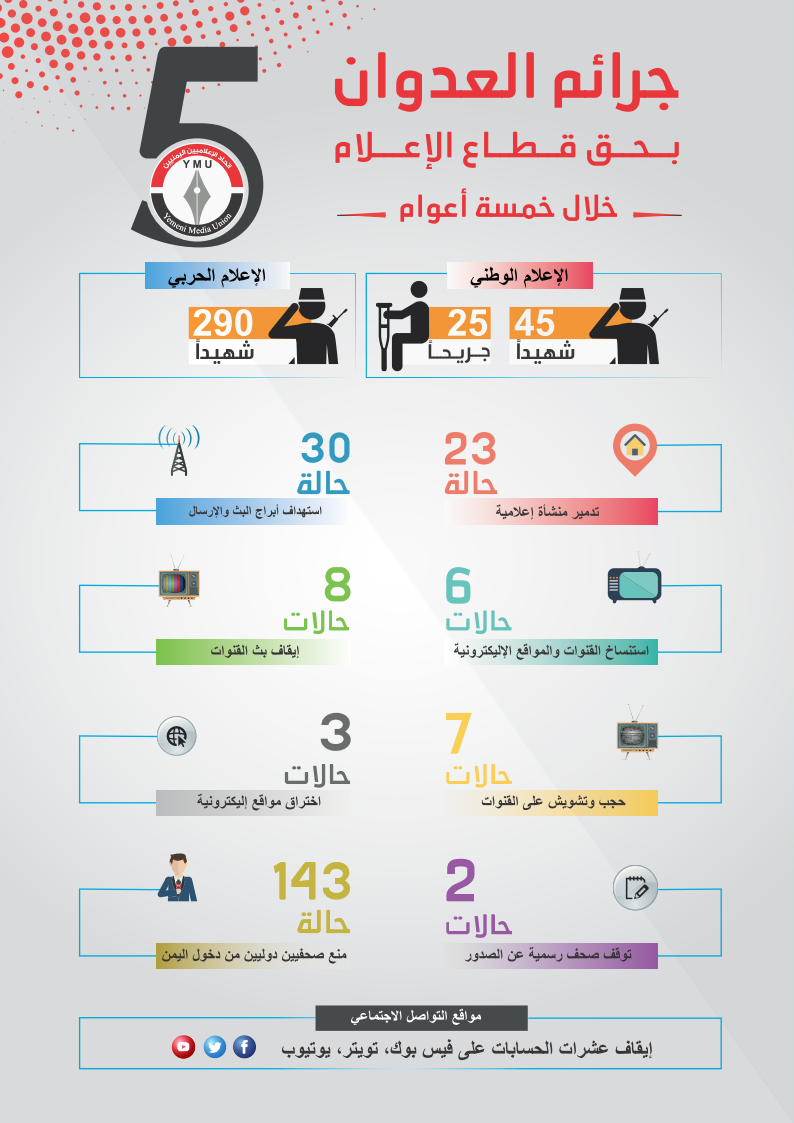 جرائم العدوان
بحق قطاع الإعلام
خلال خمسة أعوام
5
اتحاد الإعلاميين اليمنيين
YMU
Yemeni Media Union
الإعلام الوطني
45
شهيداً
25
جريحاً
الإعلام الحربي
290
شهيداً
23
حالة
تدمير منشأة إعلامية
30
حالة
استهداف أبراج البث والإرسال
6
حالات
استنساخ القنوات والمواقع الإليكترونية
8
حالات
إيقاف بث القنوات
7
حالات
حجب وتشويش على القنوات
3
حالات
اختراق مواقع إليكترونية
2
حالات
توقف صحف رسمية عن الصدور
143
حالة
منع صحفيين دوليين من دخول اليمن
مواقع التواصل الاجتماعي
إيقاف عشرات الحسابات على فيس بوك، تويتر، يوتيوب